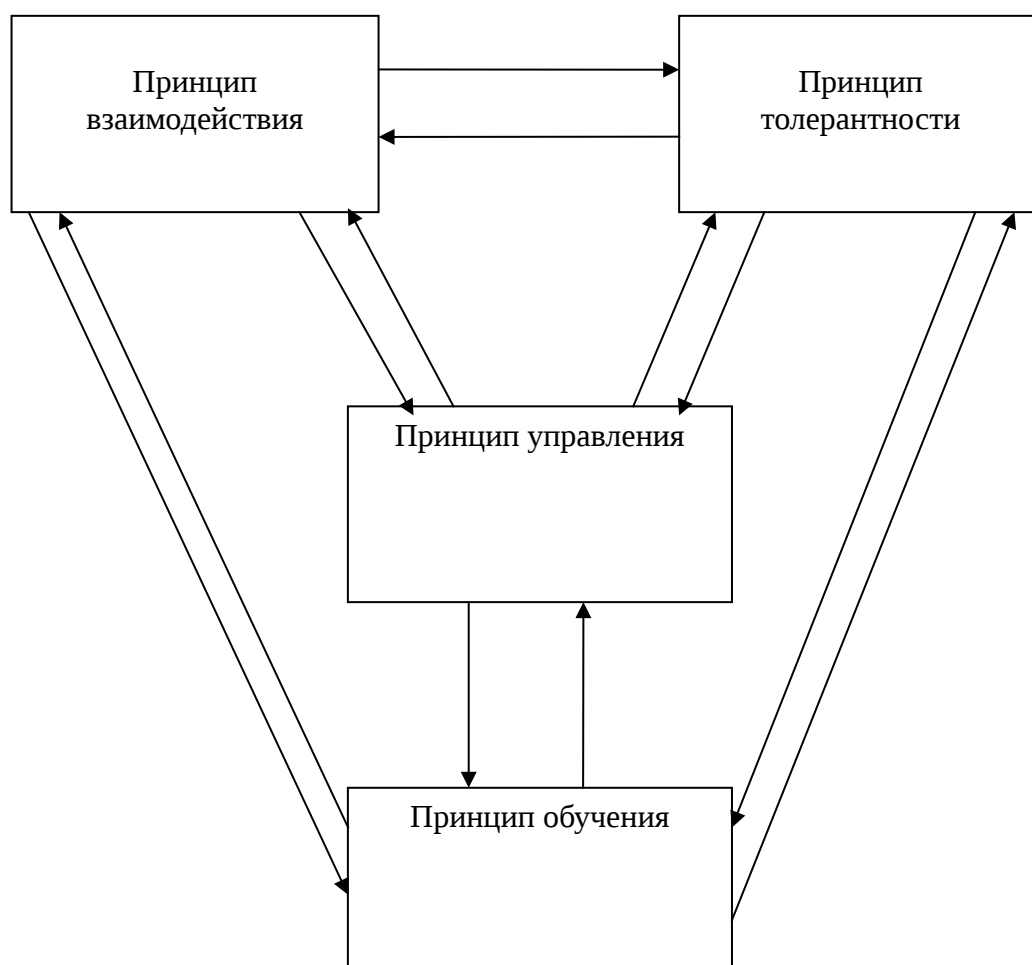 Принцип
взаимодействия
Принцип
толерантности
Принцип управления
Принцип обучения